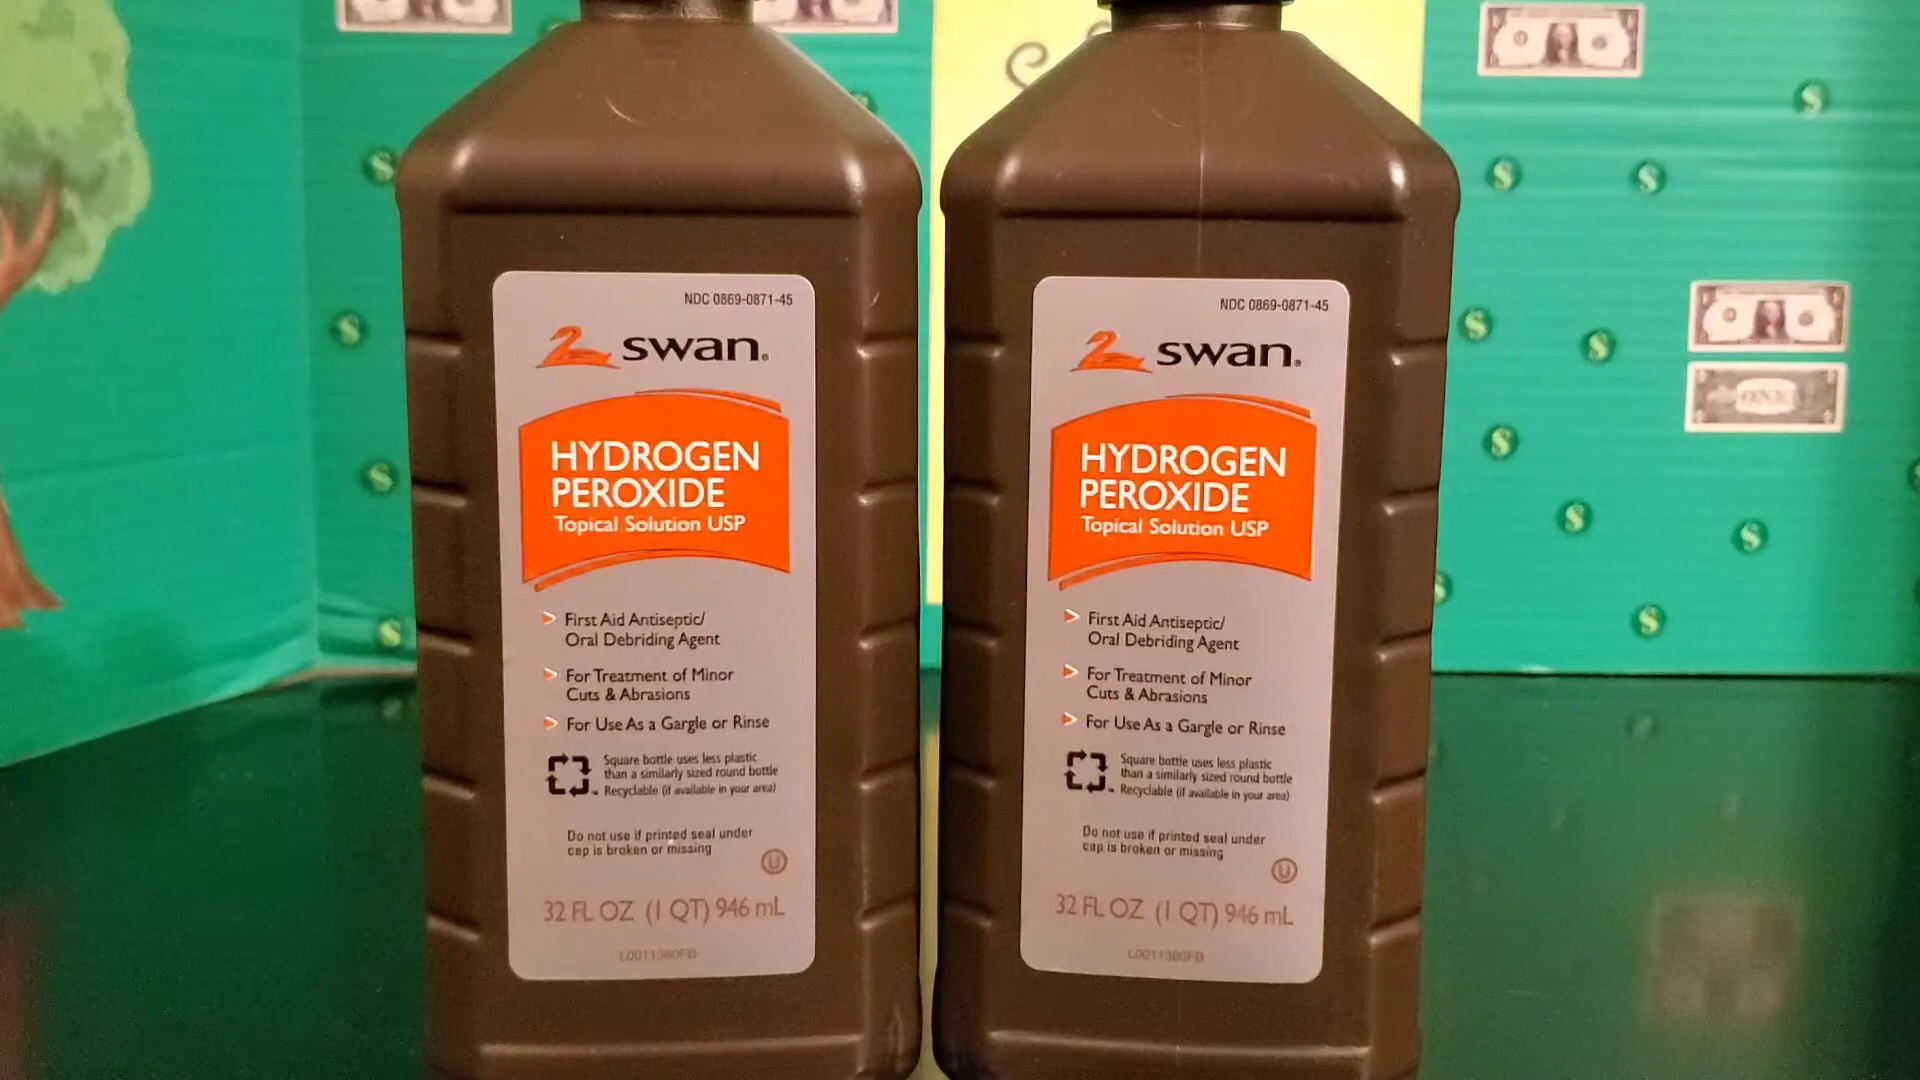 NDC 0869-0871-45
swan®
HYDROGEN
PEROXIDE
Topical Solution USP
First Aid Antiseptic/
Oral Debriding Agent
For Treatment of Minor
Cuts & Abrasions
For Use As a Gargle or Rinse
Square bottle uses less plastic
than a similarly sized round bottle
Recyclable (if available in your area)
Do not use if printed seal under
cap is broken or missing
U
32 FL OZ (1 QT) 946 mL
NDC 0869-0871-45
swan®
HYDROGEN
PEROXIDE
Topical Solution USP
First Aid Antiseptic/
Oral Debriding Agent
For Treatment of Minor
Cuts & Abrasions
For Use As a Gargle or Rinse
Square bottle uses less plastic
than a similarly sized round bottle
Recyclable (if available in your area)
Do not use if printed seal under
cap is broken or missing
U
32 FL OZ (1 QT) 946 mL
ONE